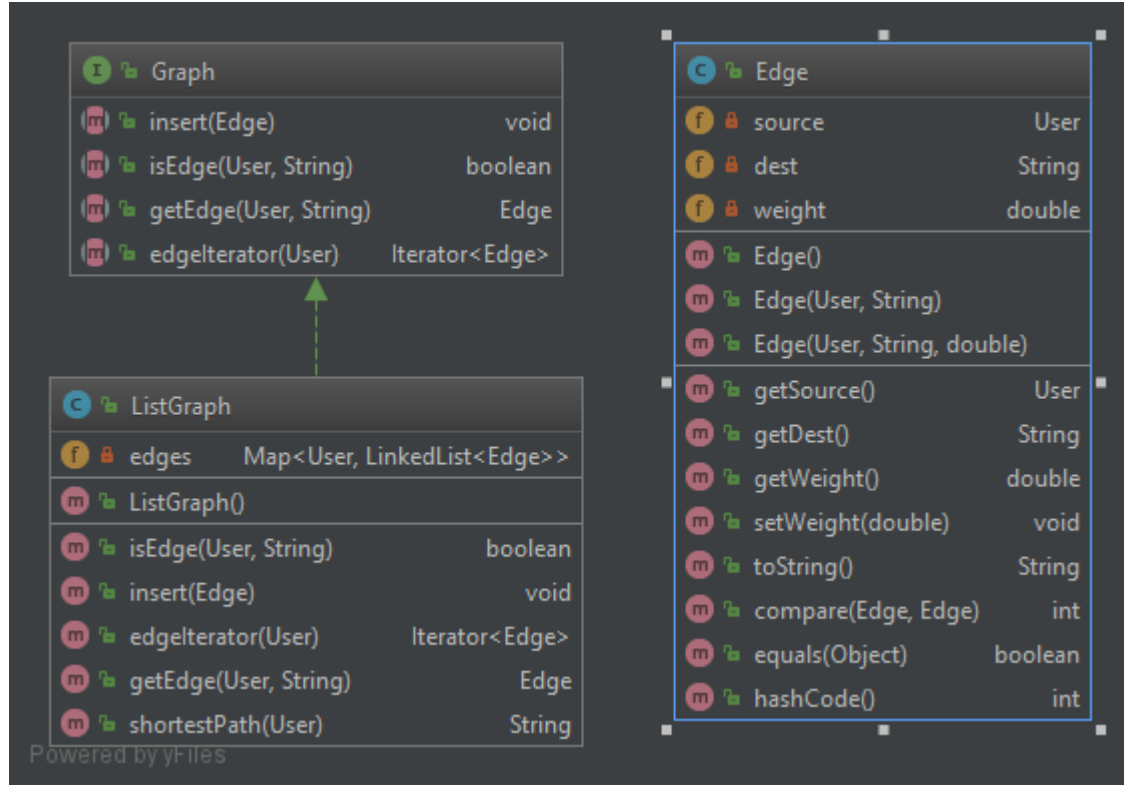 Graph
insert(Edge) void
isEdge(User, String) boolean
getEdge(User, String) Edge
edgeIterator(User) Iterator<Edge>
ListGraph
edges Map<User, LinkedList<Edge>>
ListGraph()
isEdge(User, String) boolean
insert(Edge) void
edgeIterator(User) Iterator<Edge>
getEdge(User, String) Edge
shortestPath(User) String
Powered by yFiles
Edge
source User
dest String
weight double
Edge()
Edge(User, String)
Edge(User, String, double)
getSource() User
getDest() String
getWeight() double
setWeight(double) void
toString() String
compare(Edge, Edge) int
equals(Object) boolean
hashCode() int